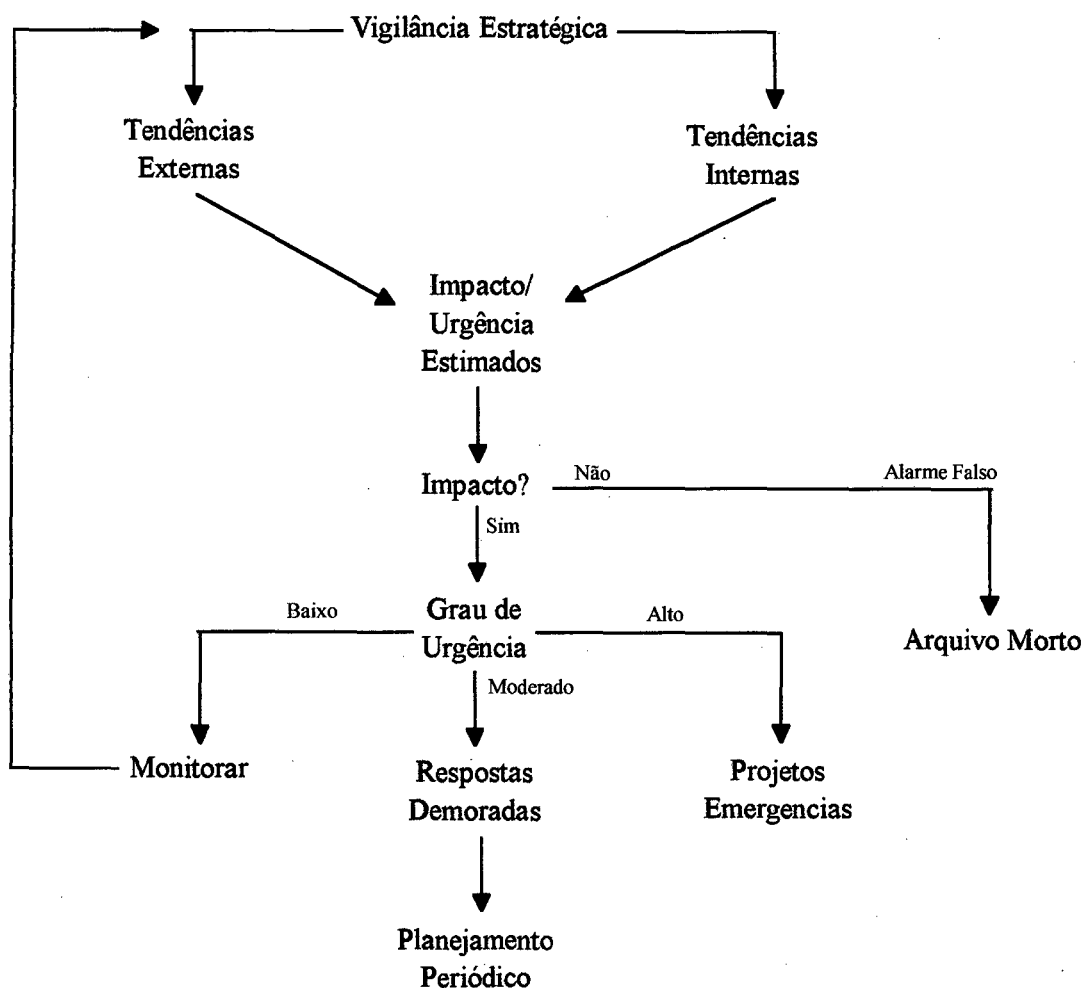 Vigilância Estratégica
Tendências
Externas
Tendências
Internas
Impacto/
Urgência
Estimados
Impacto?
Não
Alarme Falso
Sim
Baixo
Grau de
Urgência
Alto
Arquivo Morto
Moderado
Monitorar
Respostas
Demoradas
Projetos
Emergencias
Planejamento
Periódico